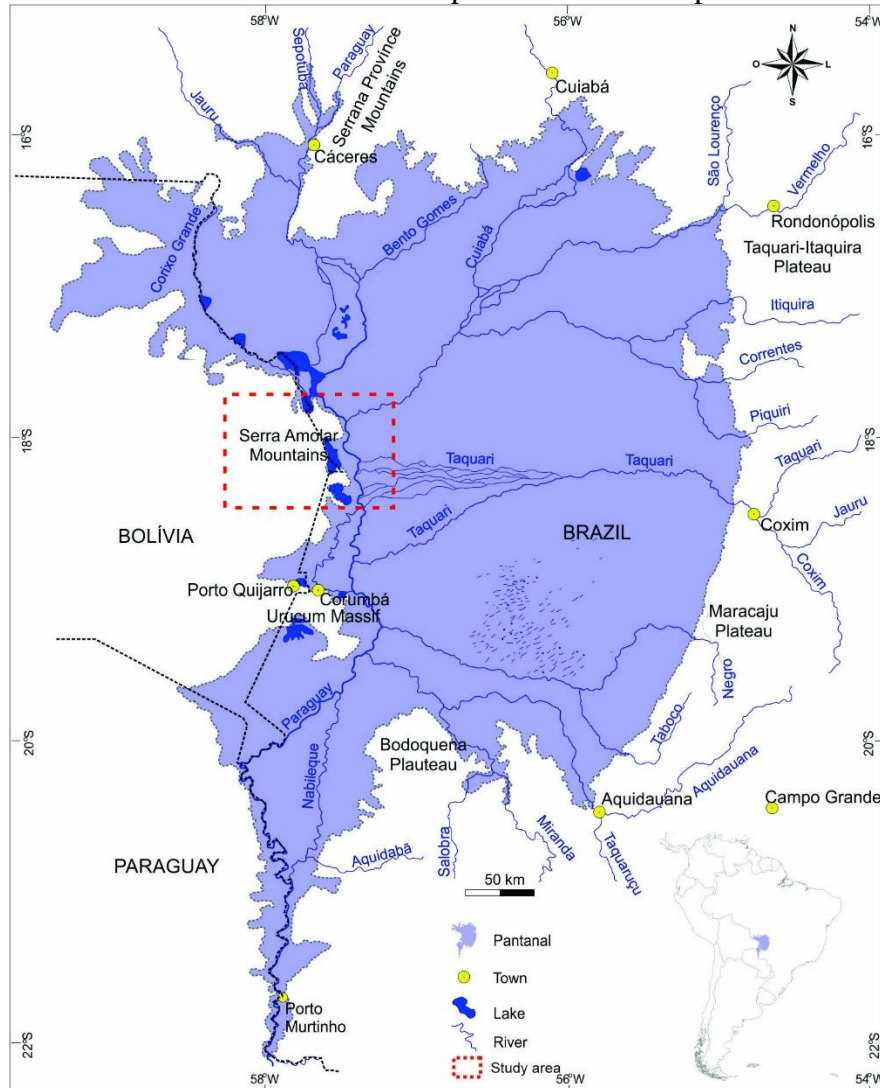 58°W
56°W
54°W
Sepotuba
Paraguay
Serrana Província
Mountains
Jauru
Cáceres
Cuiabá
N
O
L
S
16°S
16°S
São Lourenço
Vermelho
Rondonópolis
Taquari-Itaquira
Plateau
Corixo Grande
Bento Gomes
Cuiabá
Itiquira
Correntes
Piquiri
18°S
18°S
Serra Amolar
Mountains
Taquari
Taquari
Taquari
Taquari
Coxim
Jauru
Coxim
BOLÍVIA
BRAZIL
Porto Quijarro
Corumbá
Urucum Massif
Maracaju
Plateau
Negro
Paraguay
Nabileque
20°S
20°S
Bodoquena
Plauteau
Taboco
Aquidauana
Aquidauana
Campo Grande
Salobra
Miranda
Taquaruçu
Aquidabã
PARAGUAY
50 km
Pantanal
Town
Lake
River
Study area
Porto
Murtinho
22°S
22°S
58°W
56°W
54°W